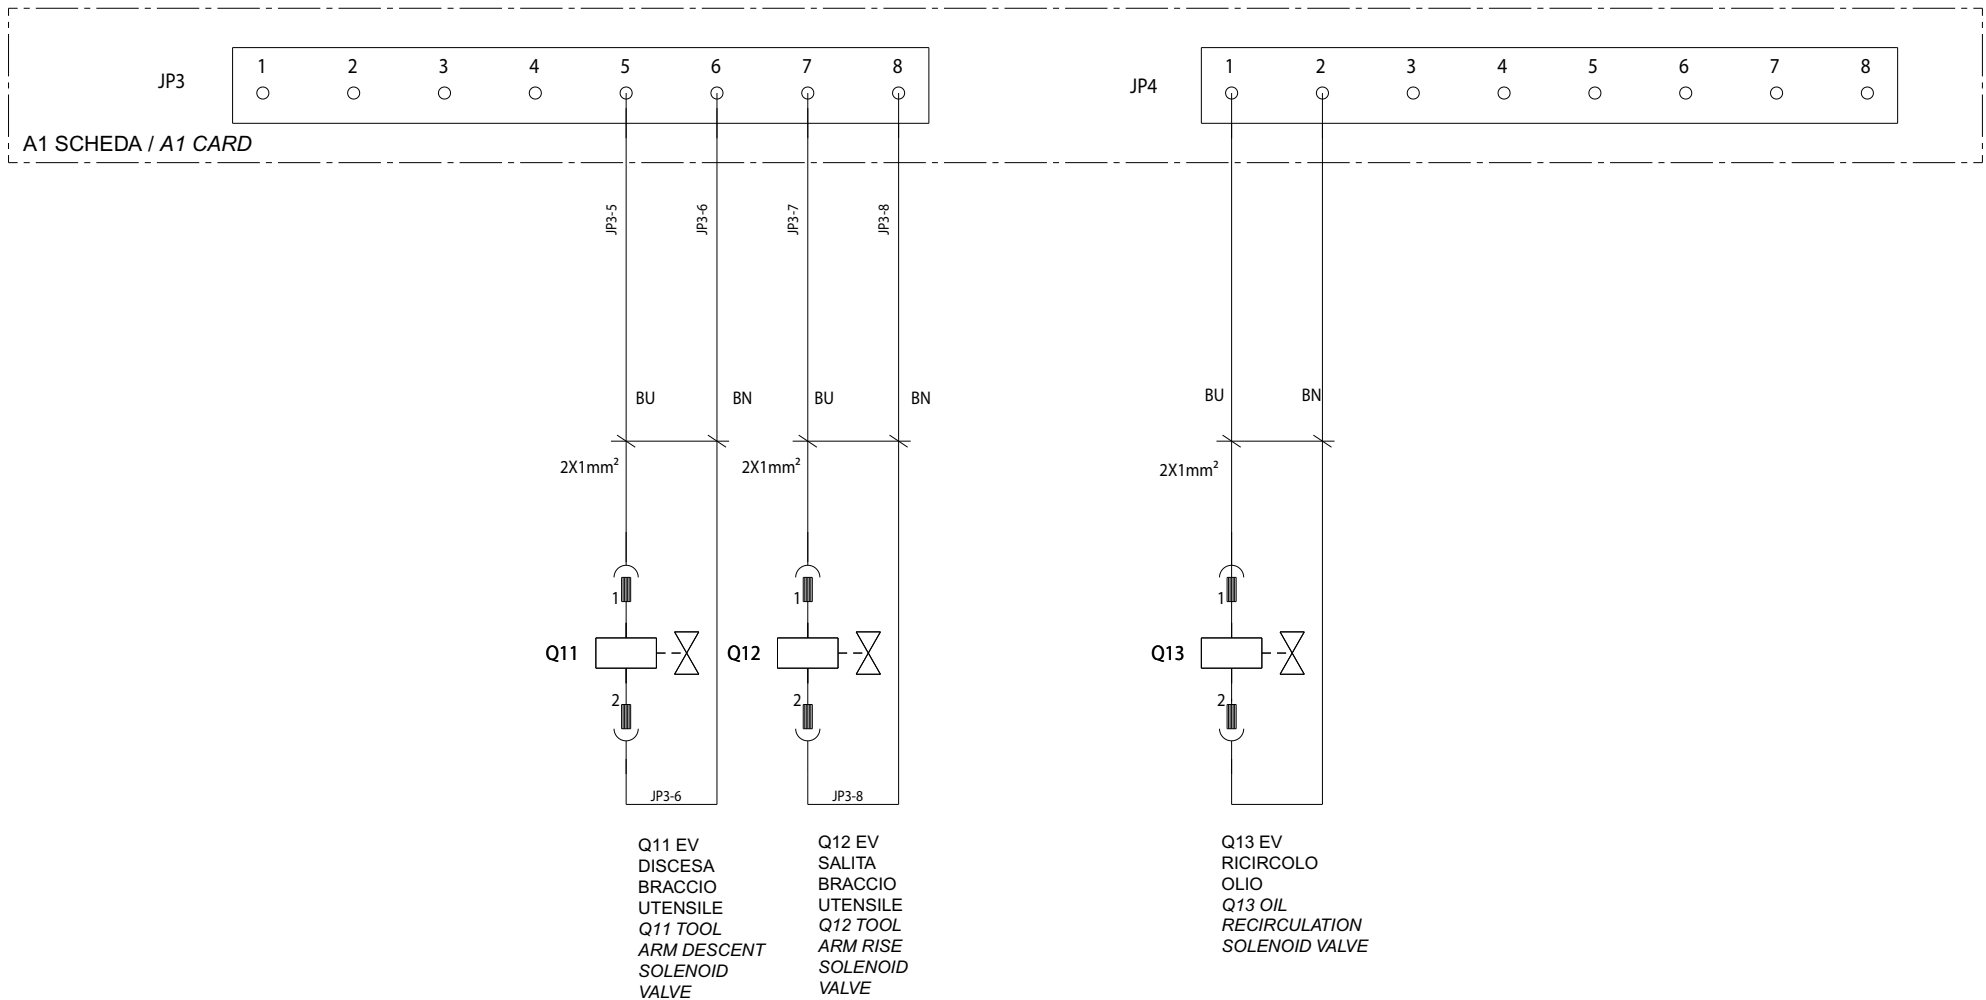 1 2 3 4 5 6 7 8
JP3
1 2 3 4 5 6 7 8
JP4
A1 SCHEDA / A1 CARD
JP3-5
JP3-6
JP3-7
JP3-8
BU
BN
BU
BN
BU
BN
2X1mm²
2X1mm²
2X1mm²
1
1
1
Q11
Q12
Q13
2
2
2
JP3-6
JP3-8
Q11 EV
DISCESA
BRACCIO
UTENSILE
Q11 TOOL
ARM DESCENT
SOLENOID
VALVE
Q12 EV
SALITA
BRACCIO
UTENSILE
Q12 TOOL
ARM RISE
SOLENOID
VALVE
Q13 EV
RICIRCOLO
OLIO
Q13 OIL
RECIRCULATION
SOLENOID VALVE